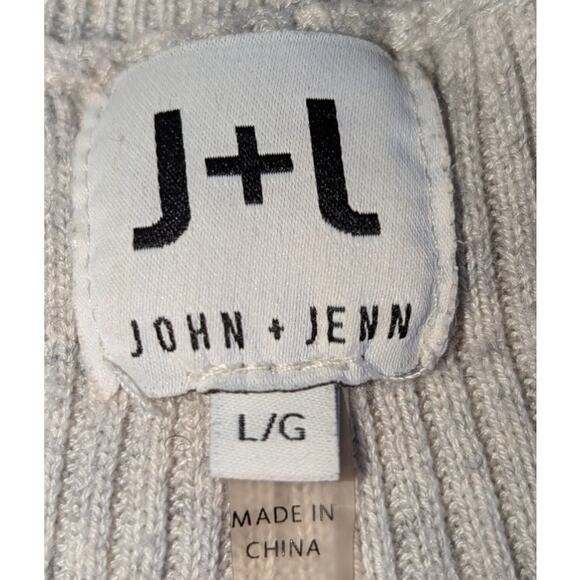 J+J
JOHN + JENN
L/G
MADE IN
CHINA